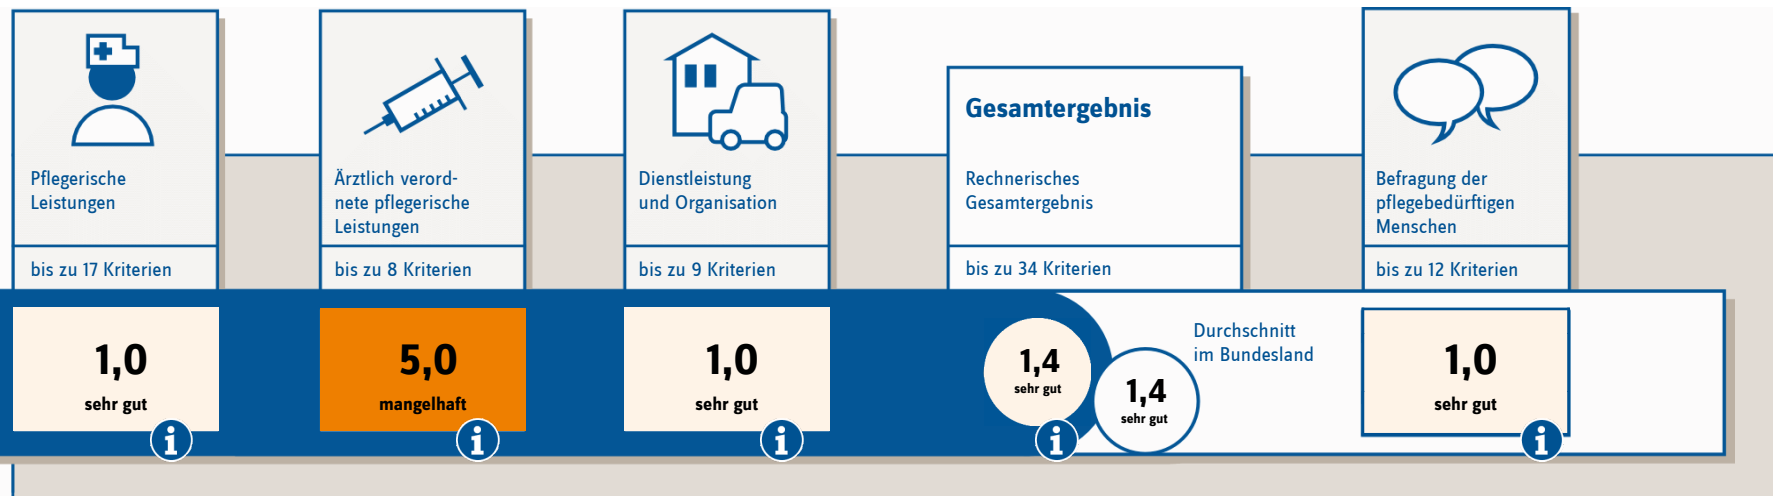 Pflegerische
Leistungen
bis zu 17 Kriterien
1,0
sehr gut
i
Ärztlich verord-
nete pflegerische
Leistungen
bis zu 8 Kriterien
5,0
mangelhaft
i
Dienstleistung
und Organisation
bis zu 9 Kriterien
1,0
sehr gut
i
Gesamtergebnis
Rechnerisches
Gesamtergebnis
bis zu 34 Kriterien
1,4
sehr gut
i
Durchschnitt
im Bundesland
1,4
sehr gut
Befragung der
pflegebedürftigen
Menschen
bis zu 12 Kriterien
1,0
sehr gut
i